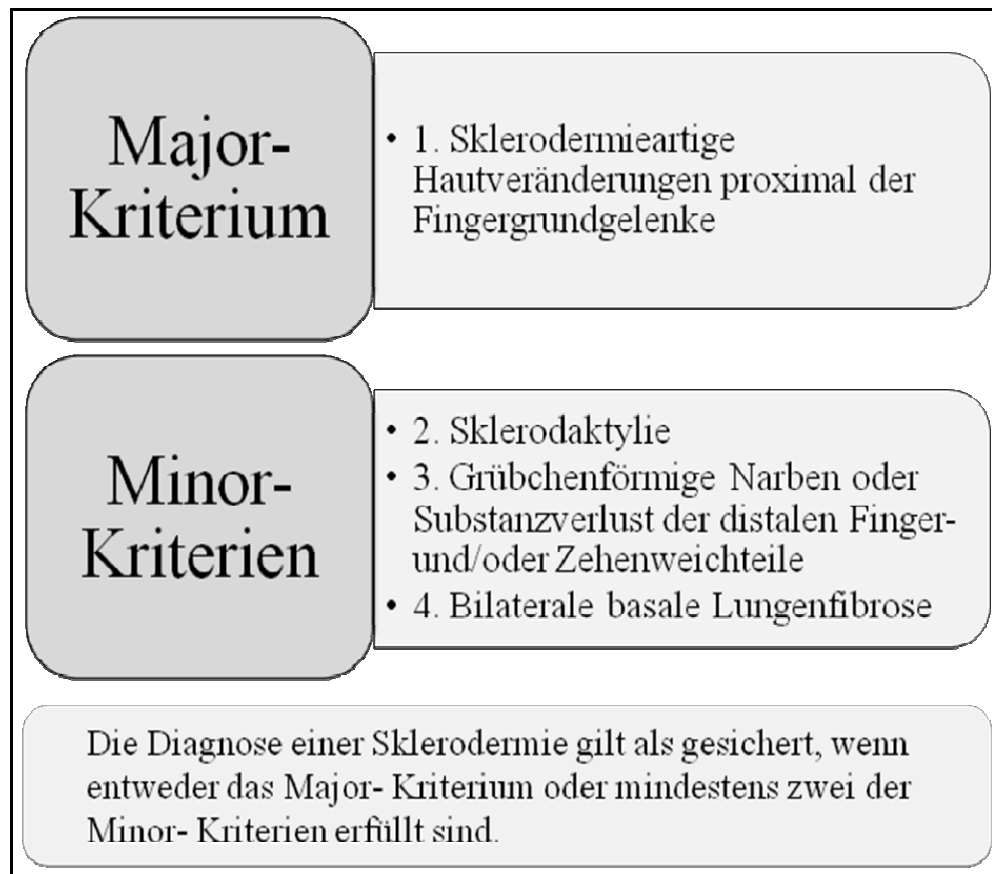 Major-
Kriterium
• 1. Sklerodermieartige
Hautveränderungen proximal der
Fingergrundgelenke
Minor-
Kriterien
• 2. Sklerodaktylie
• 3. Grübchenförmige Narben oder
Substanzverlust der distalen Finger-
und/oder Zehenweichteile
• 4. Bilaterale basale Lungenfibrose
Die Diagnose einer Sklerodermie gilt als gesichert, wenn
entweder das Major- Kriterium oder mindestens zwei der
Minor- Kriterien erfüllt sind.